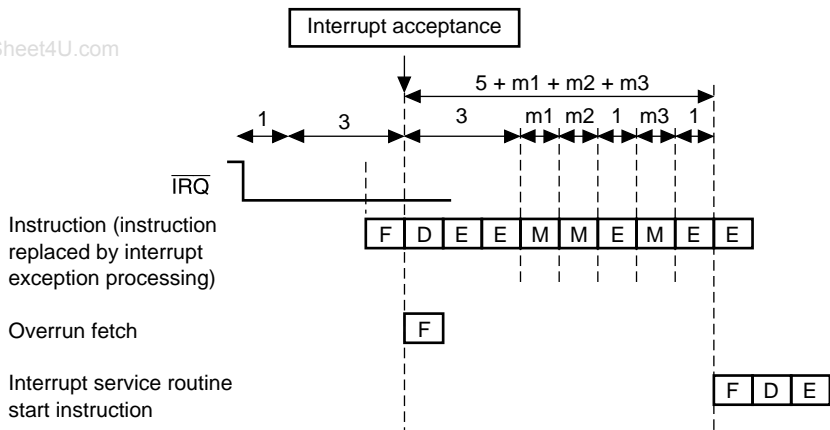 Interrupt acceptance
heet4U.com
5 + m1 + m2 + m3
1 3 3 m1 m2 1 m3 1
IRQ
Instruction (instruction
replaced by interrupt
exception processing)
F D E E M M E M E E
Overrun fetch
F
Interrupt service routine
start instruction
F D E